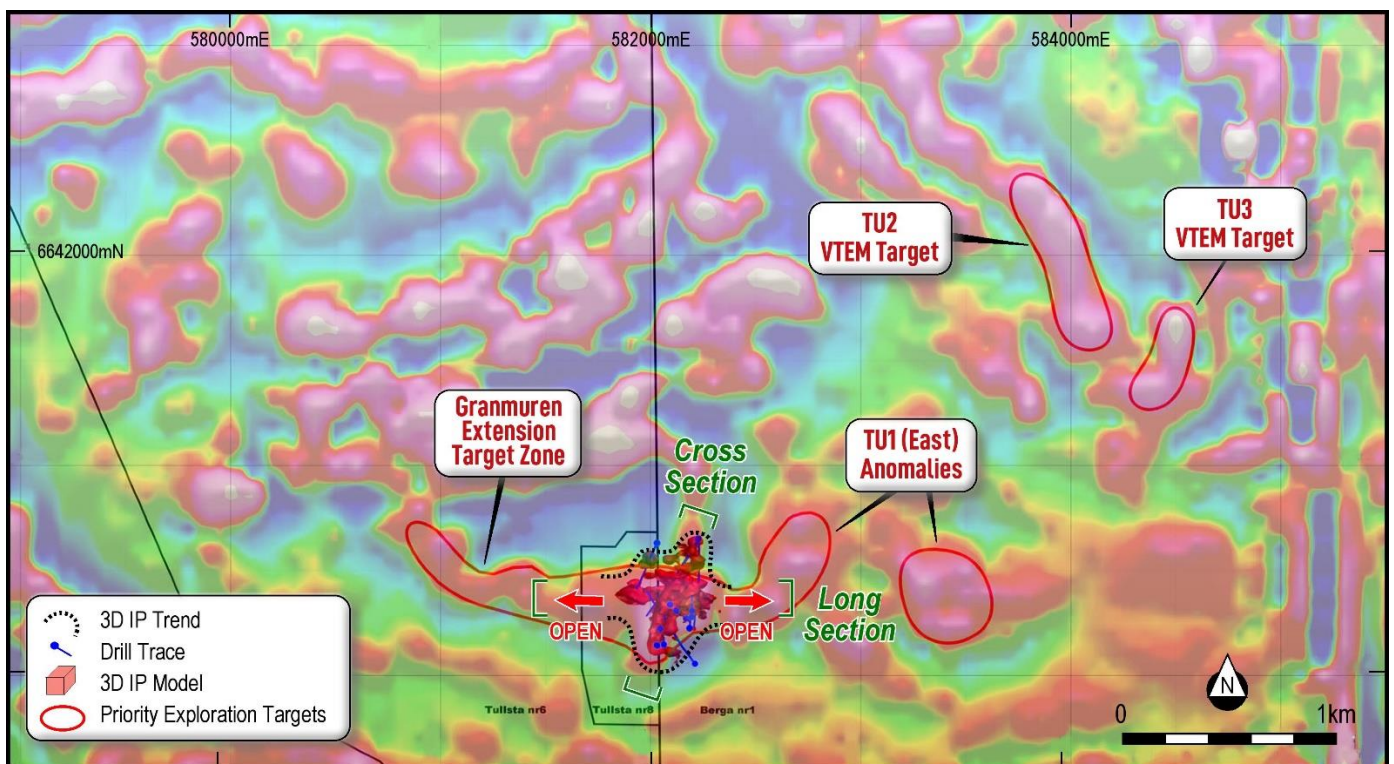 580000mE
582000mE
584000mE
6642000mN
TU2
VTEM Target
TU3
VTEM Target
Granmuren
Extension
Target Zone
Cross
Section
TU1 (East)
Anomalies
OPEN
OPEN
Long
Section
3D IP Trend
Drill Trace
3D IP Model
Priority Exploration Targets
Tullsta nr6
Tullsta nr8
Berga nr1
N
0
1km